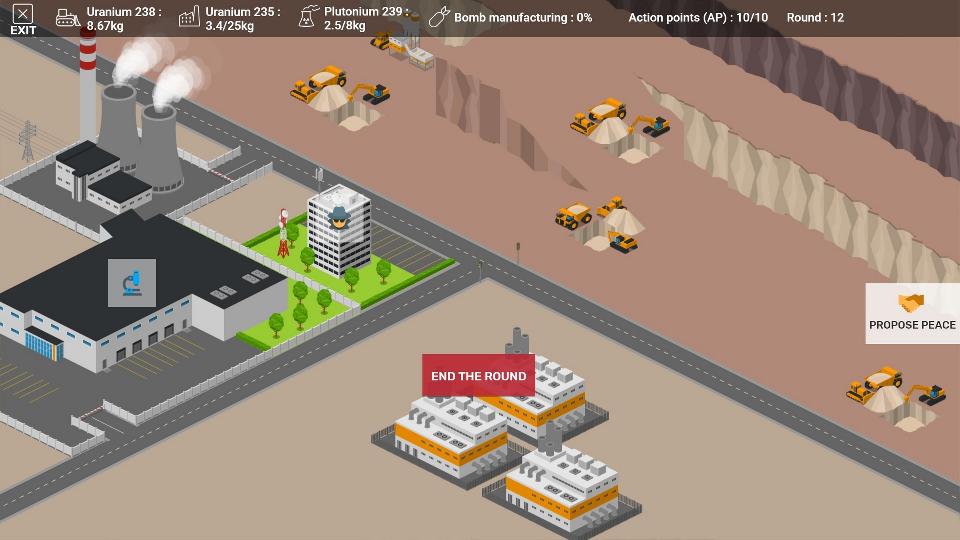 EXIT
Uranium 238 :
8.67kg
Uranium 235 :
3.4/25kg
Plutonium 239 :
2.5/8kg
Bomb manufacturing : 0%
Action points (AP) : 10/10
Round : 12
PROPOSE PEACE
END THE ROUND